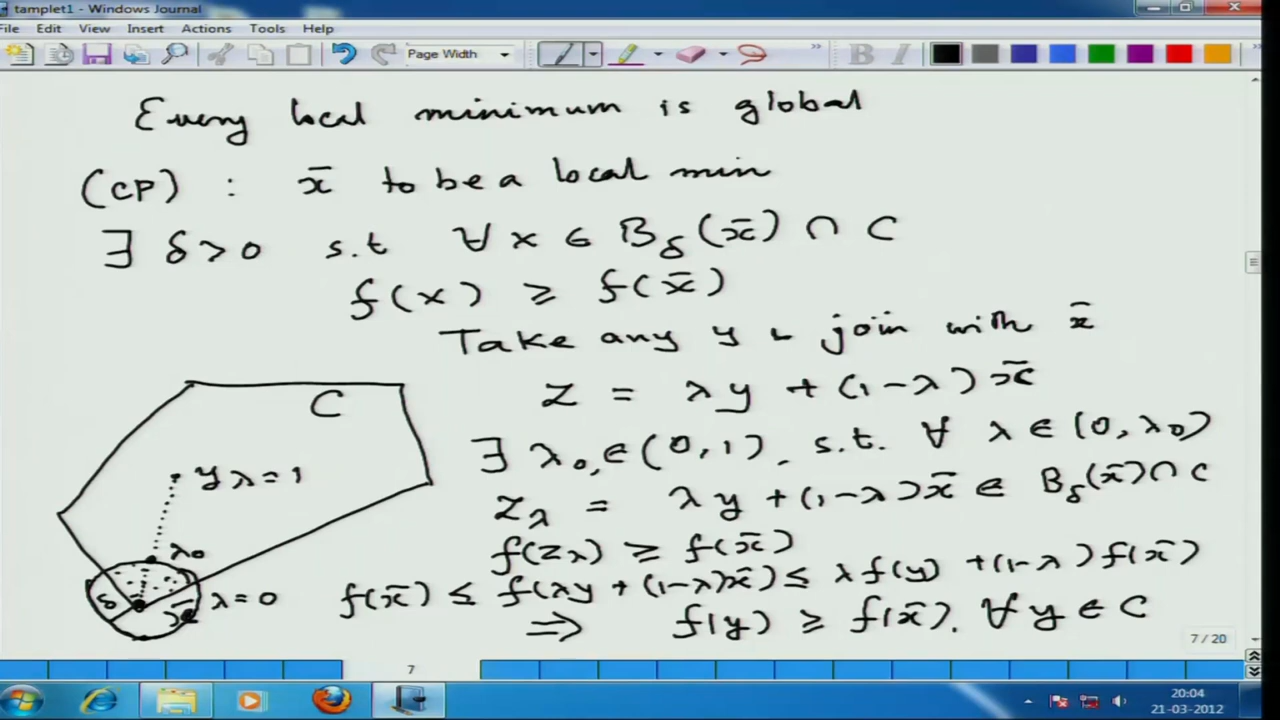 tamplet1 - Windows Journal
File Edit View Insert Actions Tools Help
Page Width
B I
Every local minimum is global
(CP) : x̄ to be a local min
∃ δ > 0 s.t ∀ x ∈ B_δ(x̄) ∩ C
f(x) ≥ f(x̄)
Take any y & join with x̄
z = λy + (1-λ)x̄
∃ λ₀ ∈ (0,1), s.t. ∀ λ ∈ (0, λ₀)
z_λ = λy + (1-λ)x̄ ∈ B_δ(x̄) ∩ C
f(z_λ) ≥ f(x̄)
f(x̄) ≤ f(λy + (1-λ)x̄) ≤ λf(y) + (1-λ)f(x̄)
⇒ f(y) ≥ f(x̄). ∀ y ∈ C
C
y λ=1
λ₀
δ x̄ λ=0
7 / 20
7
20:04
21-03-2012